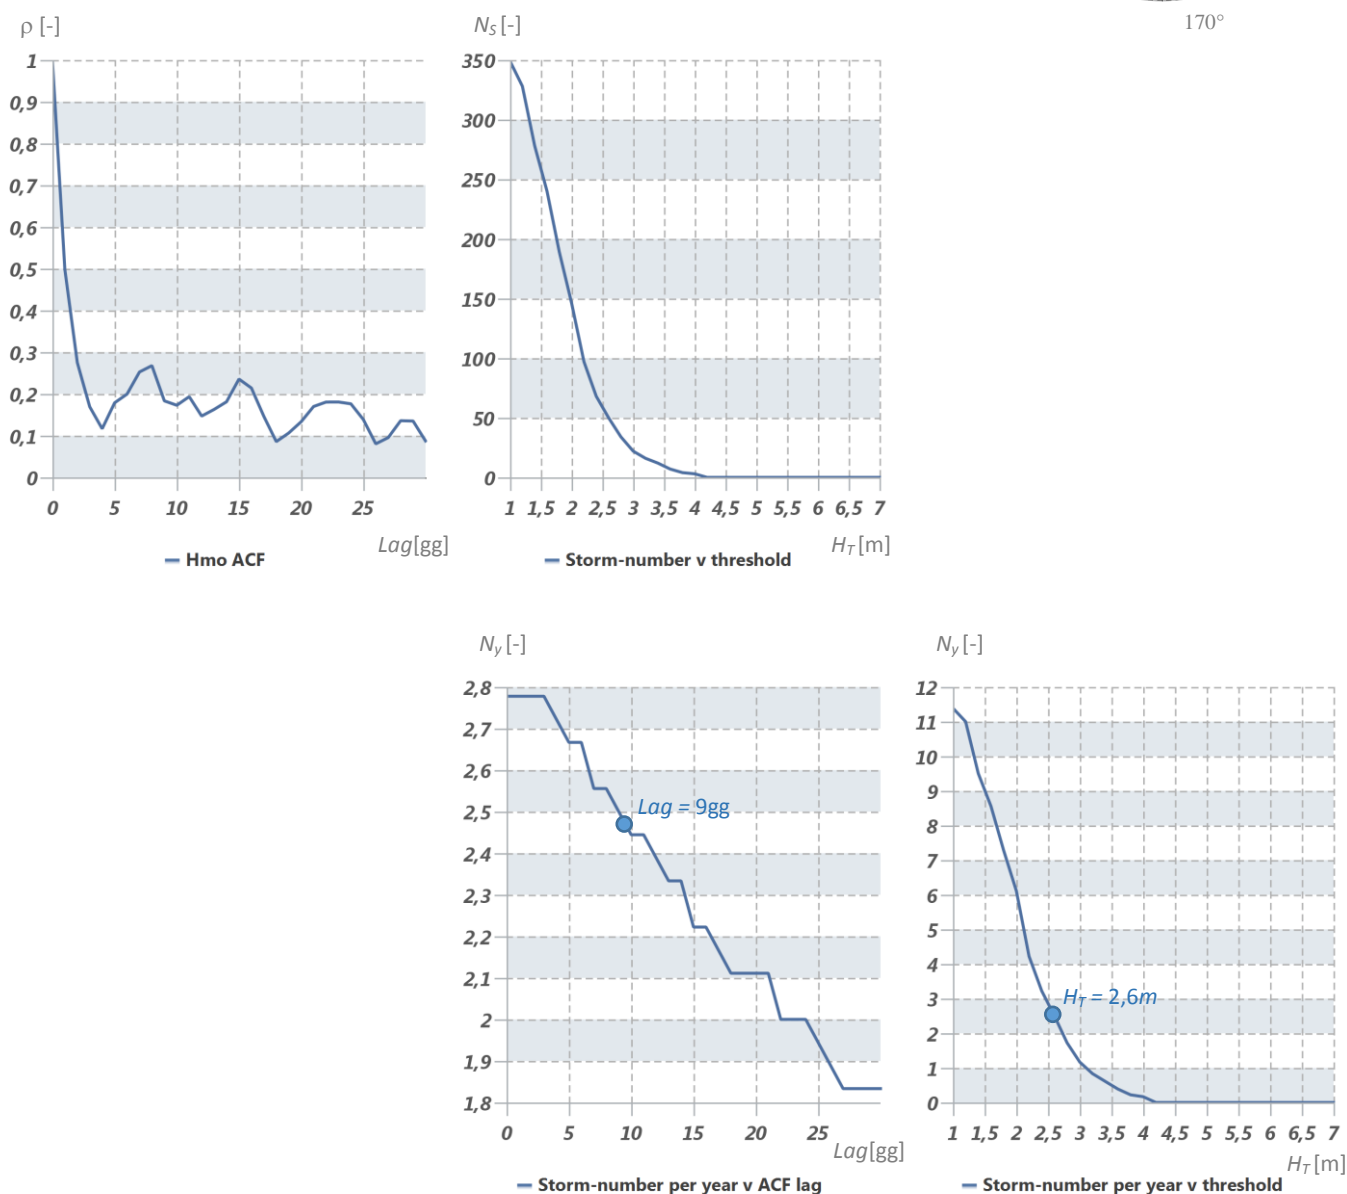 170°
ρ [-]
1
0,9
0,8
0,7
0,6
0,5
0,4
0,3
0,2
0,1
0
0 5 10 15 20 25
Lag[gg]
Hmo ACF
N_S [-]
350
300
250
200
150
100
50
0
1 1,5 2 2,5 3 3,5 4 4,5 5 5,5 6 6,5 7
H_T [m]
Storm-number v threshold
N_y [-]
2,8
2,7
2,6
2,5
2,4
2,3
2,2
2,1
2
1,9
1,8
Lag = 9gg
0 5 10 15 20 25
Lag[gg]
Storm-number per year v ACF lag
N_y [-]
12
11
10
9
8
7
6
5
4
3
2
1
0
H_T = 2,6m
1 1,5 2 2,5 3 3,5 4 4,5 5 5,5 6 6,5 7
H_T [m]
Storm-number per year v threshold